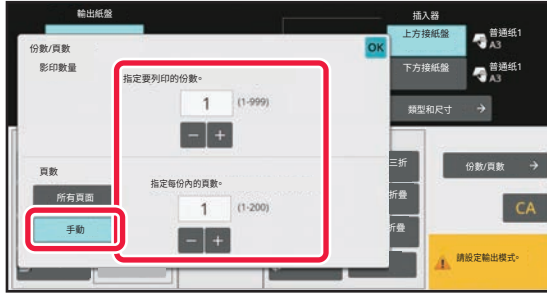 輸出紙盤
插入器
上方接紙盤
普通紙1
A3
下方接紙盤
普通紙1
A3
類型和尺寸
份數/頁數
OK
影印數量
指定要列印的份數。
1
(1-999)
− +
頁數
指定每份內的頁數。
所有頁面
1
(1-200)
手動
− +
三折
折疊
折疊
份數/頁數
CA
請設定輸出模式。